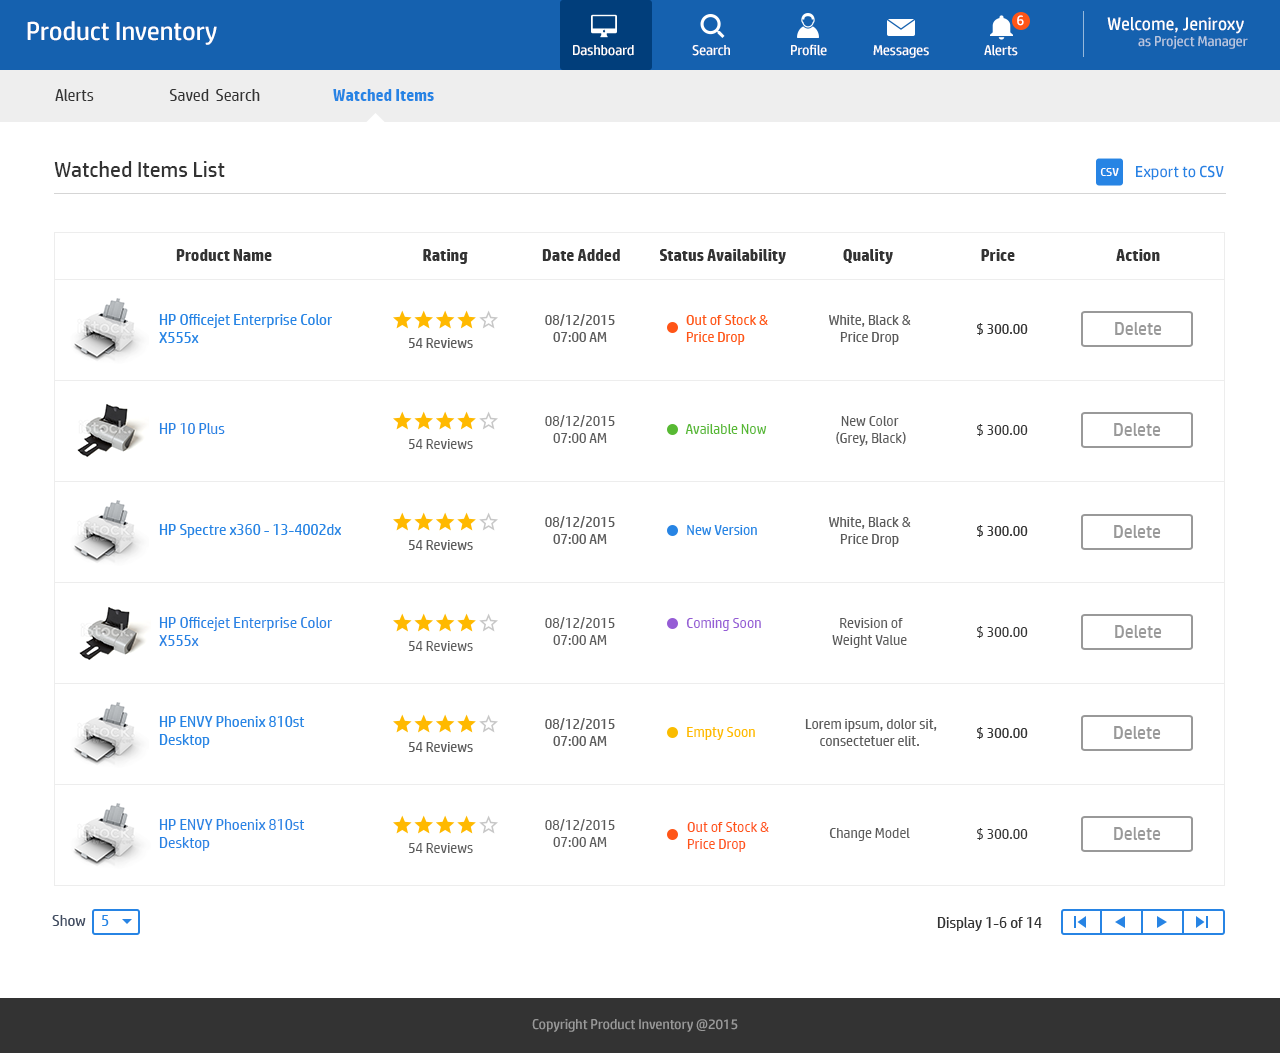 Product Inventory
Dashboard
Search
Profile
Messages
6
Alerts
Welcome, Jeniroxy
as Project Manager
Alerts
Saved Search
Watched Items
Watched Items List
CSV
Export to CSV
Product Name Rating Date Added Status Availability Quality Price Action
HP Officejet Enterprise Color
X555x
54 Reviews
08/12/2015
07:00 AM
Out of Stock &
Price Drop
White, Black &
Price Drop
$ 300.00
Delete
HP 10 Plus
54 Reviews
08/12/2015
07:00 AM
Available Now
New Color
(Grey, Black)
$ 300.00
Delete
HP Spectre x360 - 13-4002dx
54 Reviews
08/12/2015
07:00 AM
New Version
White, Black &
Price Drop
$ 300.00
Delete
HP Officejet Enterprise Color
X555x
54 Reviews
08/12/2015
07:00 AM
Coming Soon
Revision of
Weight Value
$ 300.00
Delete
HP ENVY Phoenix 810st
Desktop
54 Reviews
08/12/2015
07:00 AM
Empty Soon
Lorem ipsum, dolor sit,
consectetuer elit.
$ 300.00
Delete
HP ENVY Phoenix 810st
Desktop
54 Reviews
08/12/2015
07:00 AM
Out of Stock &
Price Drop
Change Model
$ 300.00
Delete
Show 5
Display 1-6 of 14
Copyright Product Inventory @2015